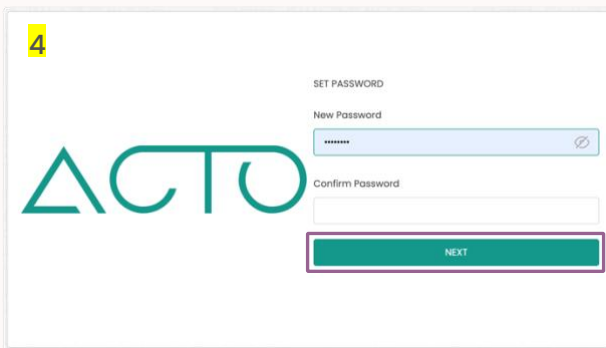 4
ACTO
SET PASSWORD
New Password
••••••••
Confirm Password
NEXT